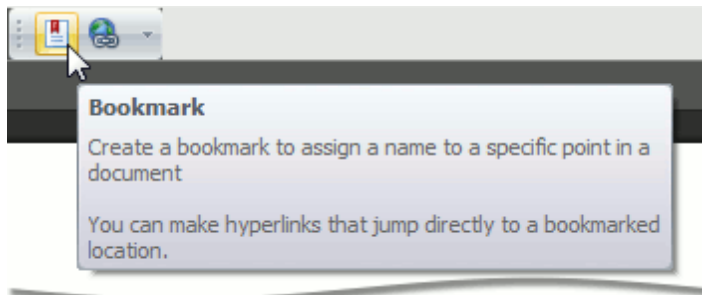 Bookmark
Create a bookmark to assign a name to a specific point in a
document
You can make hyperlinks that jump directly to a bookmarked
location.